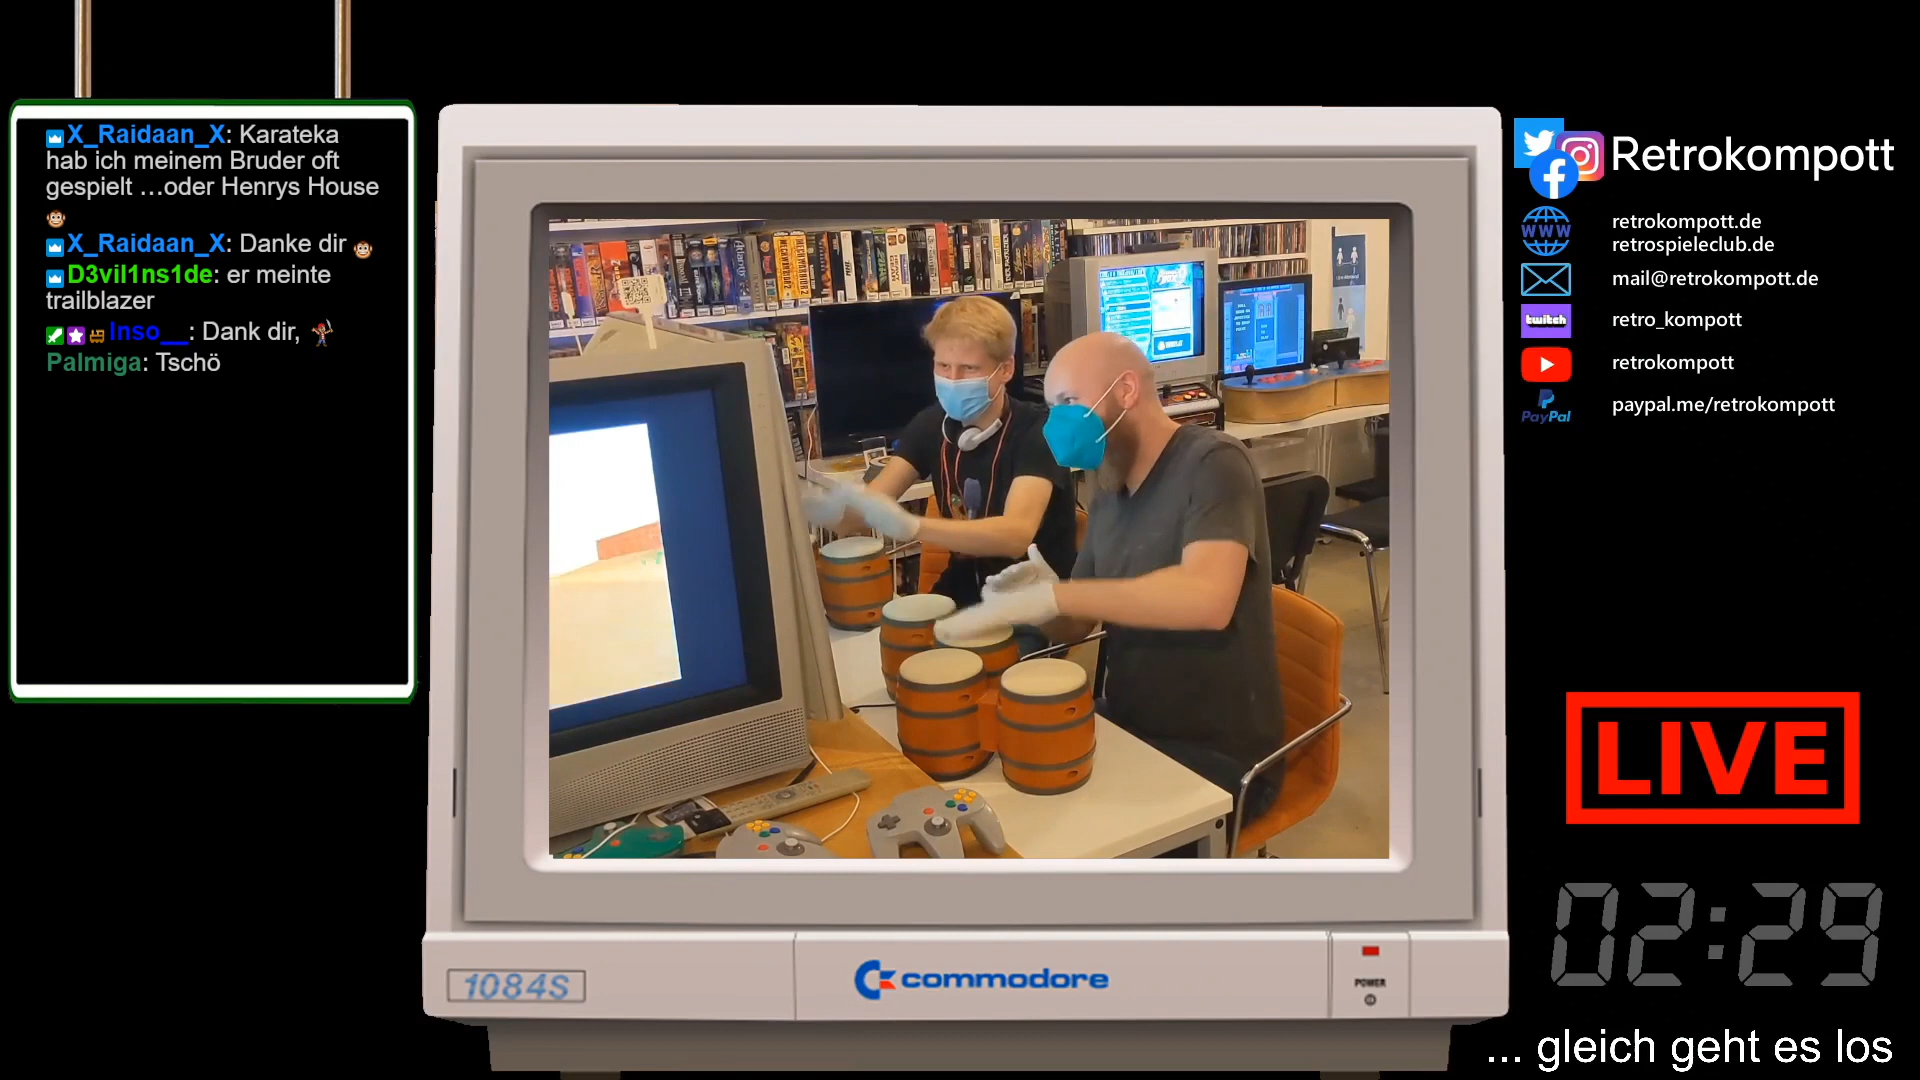 X_Raidaan_X: Karateka
hab ich meinem Bruder oft
gespielt ...oder Henrys House
X_Raidaan_X: Danke dir
D3vil1ns1de: er meinte
trailblazer
Inso__: Dank dir,
Palmiga: Tschö
1084S
commodore
POWER
Retrokompott
WWW
retrokompott.de
retrospieleclub.de
mail@retrokompott.de
twitch
retro_kompott
retrokompott
PayPal
paypal.me/retrokompott
LIVE
02:29
... gleich geht es los